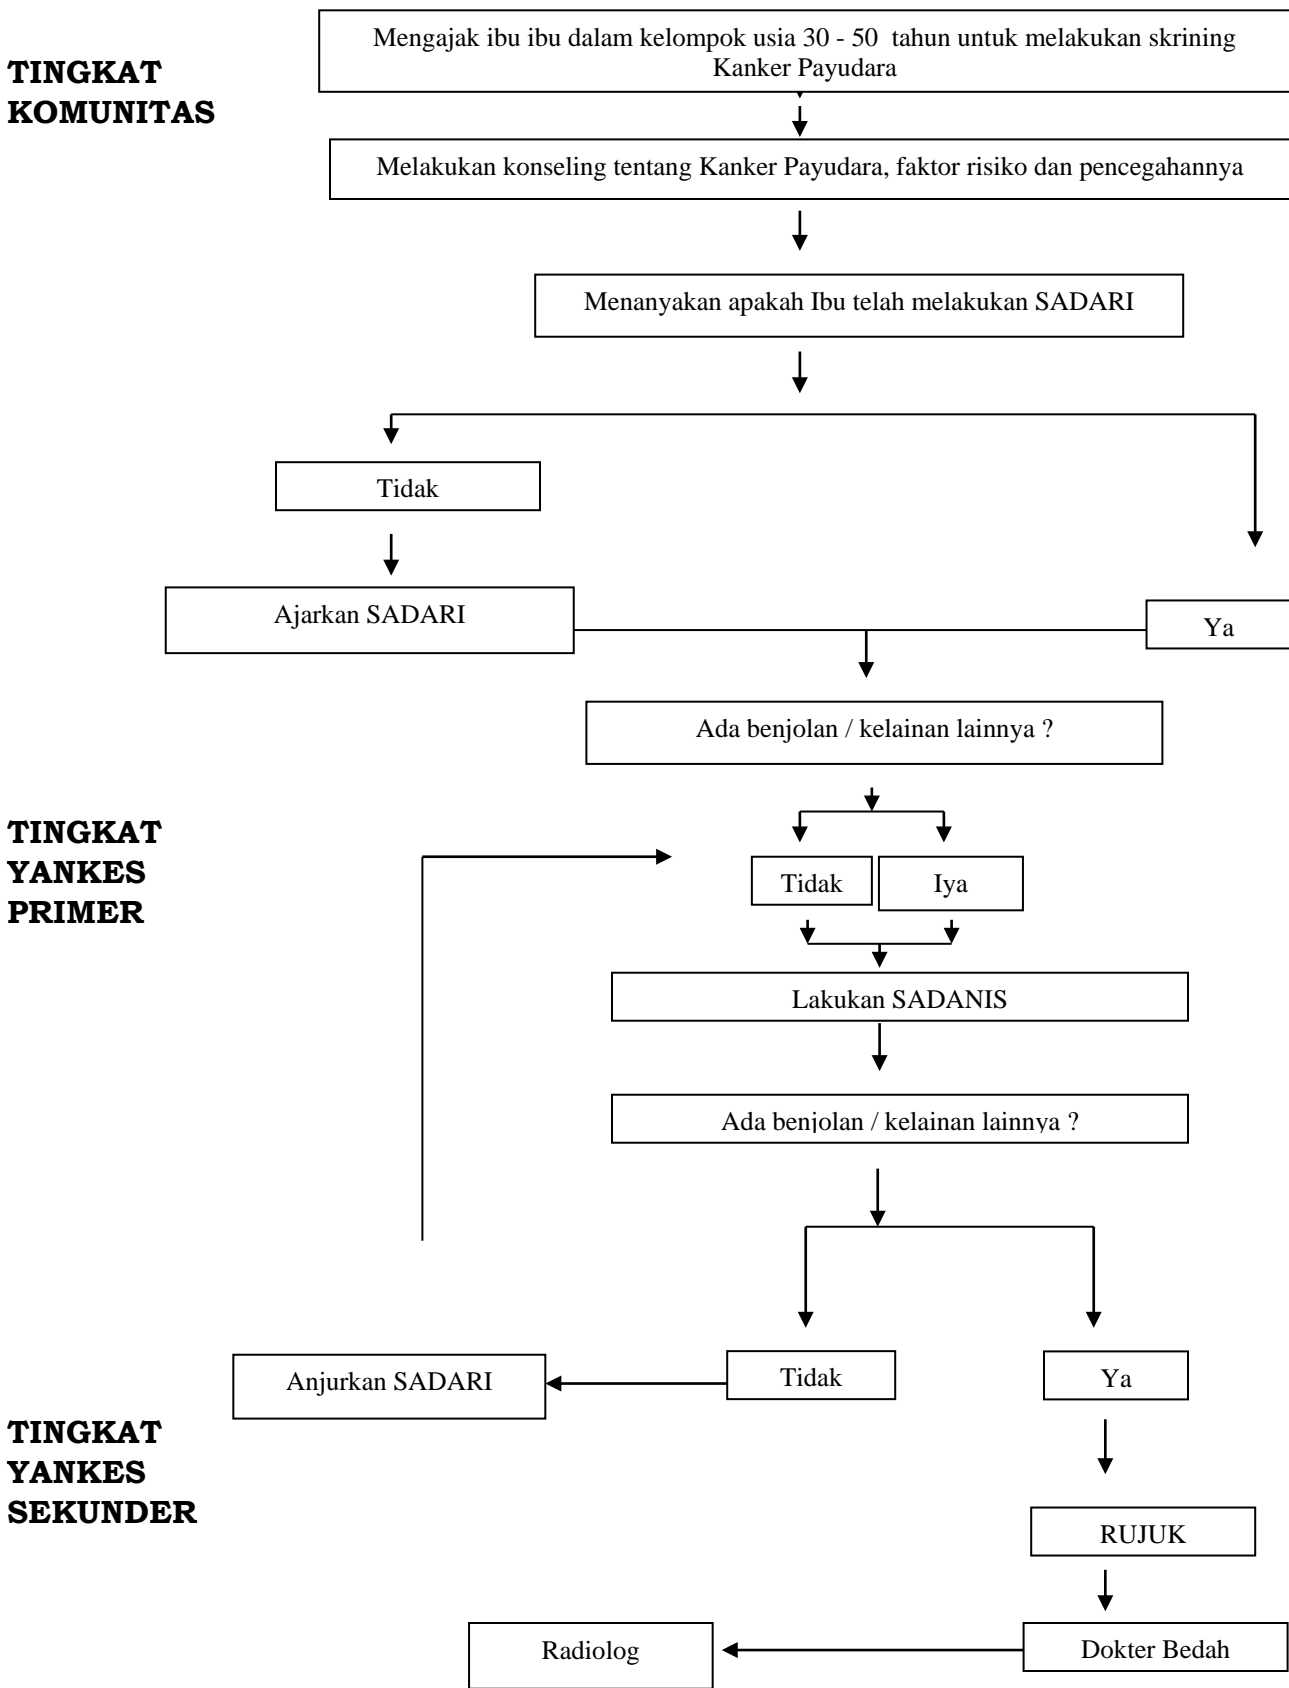 Mengajak ibu ibu dalam kelompok usia 30 - 50 tahun untuk melakukan skrining
Kanker Payudara
TINGKAT
KOMUNITAS
Melakukan konseling tentang Kanker Payudara, faktor risiko dan pencegahannya
Menanyakan apakah Ibu telah melakukan SADARI
Tidak
Ajarkan SADARI
Ya
Ada benjolan / kelainan lainnya ?
TINGKAT
YANKES
PRIMER
Tidak
Iya
Lakukan SADANIS
Ada benjolan / kelainan lainnya ?
Anjurkan SADARI
Tidak
Ya
TINGKAT
YANKES
SEKUNDER
RUJUK
Radiolog
Dokter Bedah